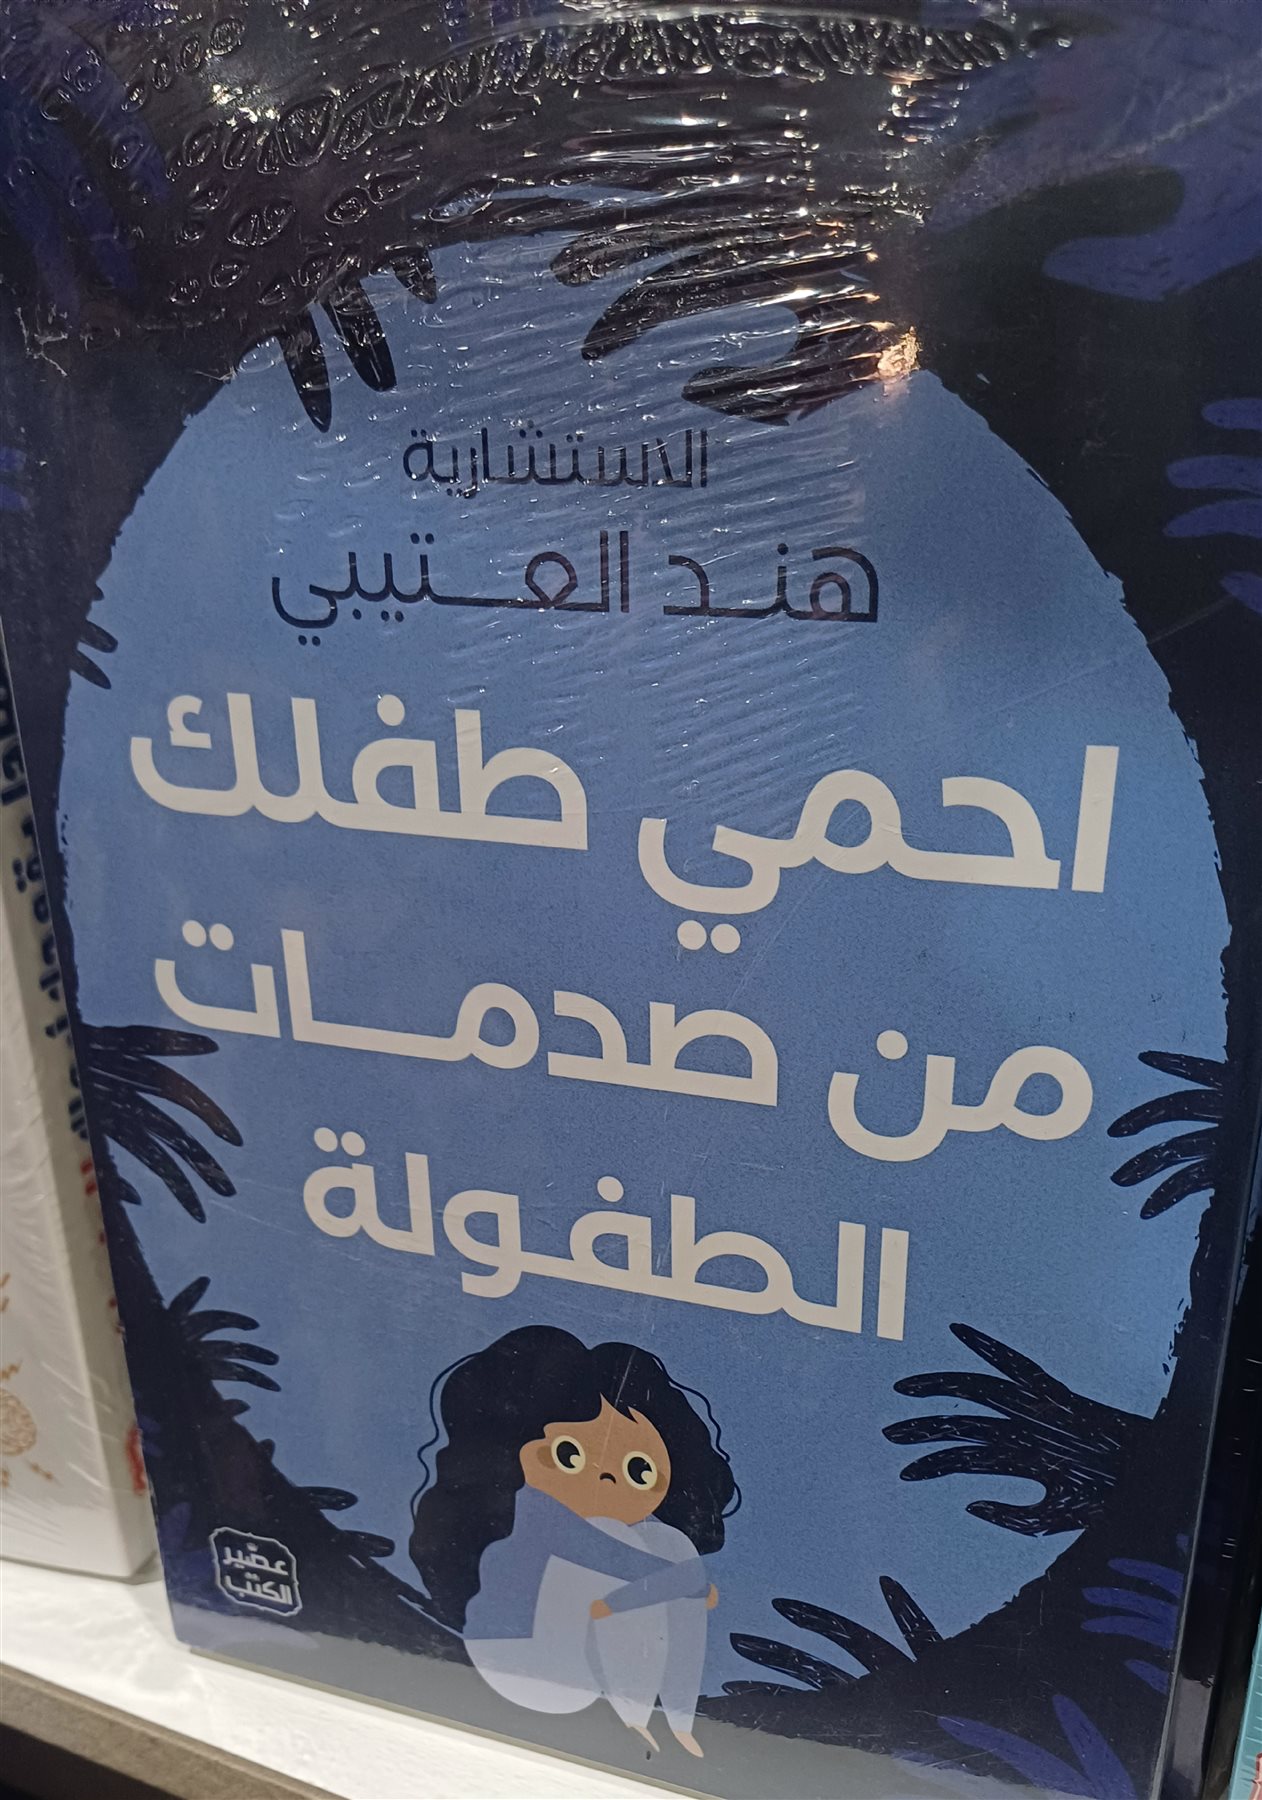 الاستشارية
هند العتيبي
احمي طفلك
من صدمات
الطفولة
عصير
الكتب